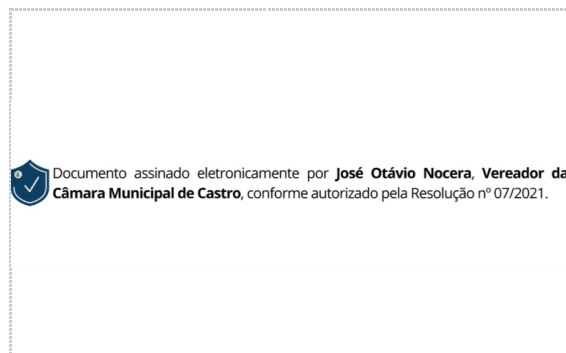 Documento assinado eletronicamente por José Otávio Nocera, Vereador da
Câmara Municipal de Castro, conforme autorizado pela Resolução nº 07/2021.